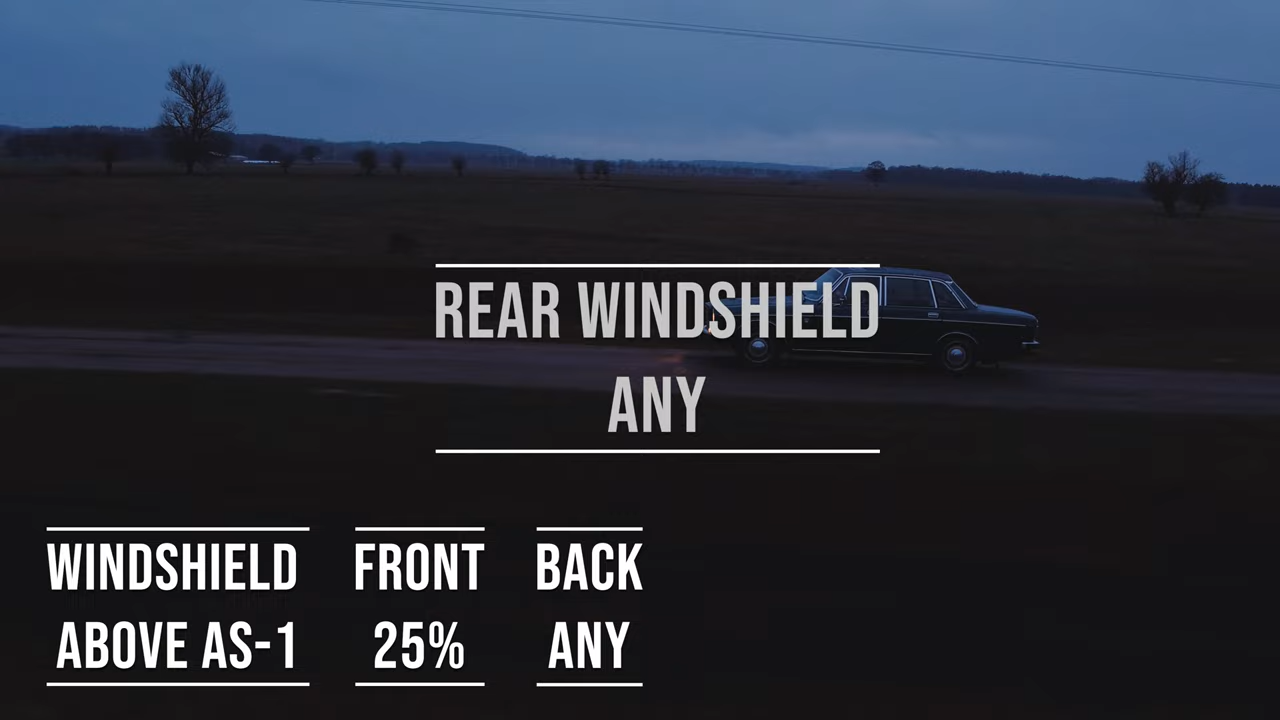 REAR WINDSHIELD
ANY
WINDSHIELD
ABOVE AS-1
FRONT
25%
BACK
ANY